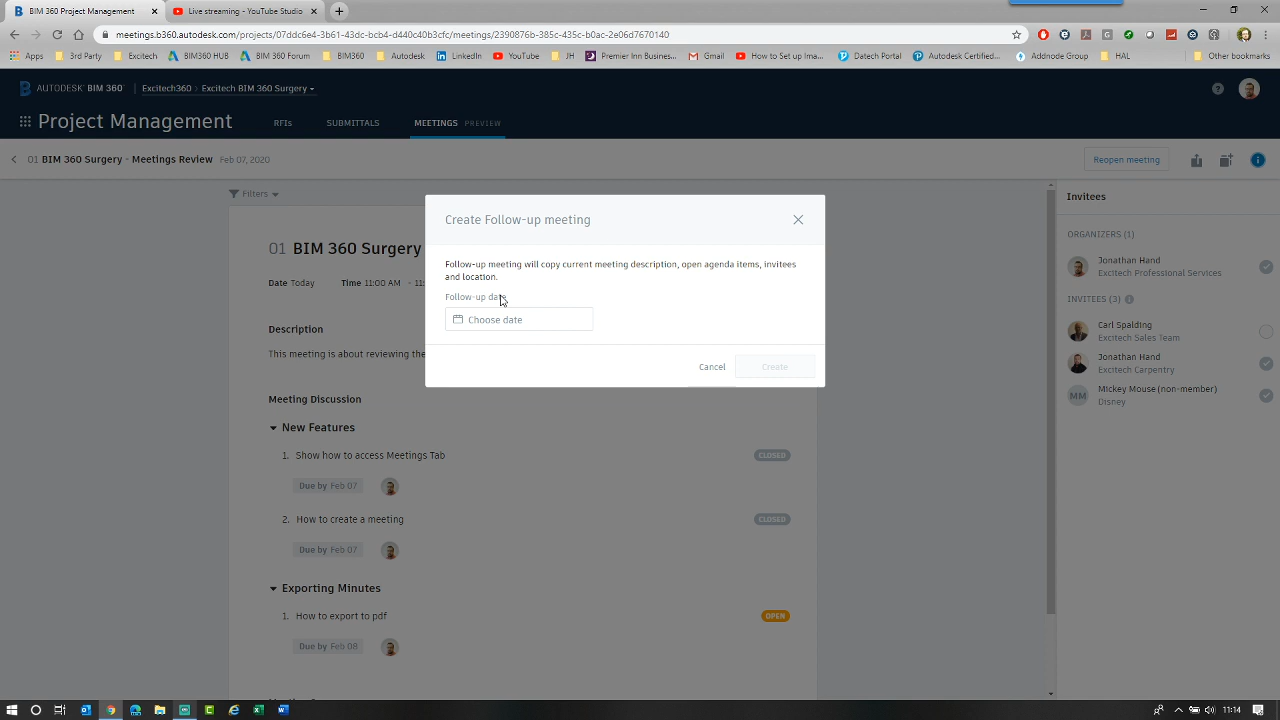 BIM 360 Project Management
Live streaming - YouTube Studio
meetings.b360.autodesk.com/projects/07ddc6e4-3b61-43dc-bcb4-d440c40b3cfc/meetings/2390876b-385c-435c-b0ac-2e06d7670140
Apps 3rd Party Excitech BIM360 HUB BIM 360 Forum BIM360 Autodesk LinkedIn YouTube JH Premier Inn Business... Gmail How to Set up Ima... Datech Portal Autodesk Certified... Addnode Group HAL Other bookmarks
AUTODESK® BIM 360° Excitech360 > Excitech BIM 360 Surgery
Project Management RFIs SUBMITTALS MEETINGS PREVIEW
01 BIM 360 Surgery - Meetings Review Feb 07, 2020 Reopen meeting
Filters
01 BIM 360 Surgery
Date Today Time 11:00 AM - 11
Description
This meeting is about reviewing the
Meeting Discussion
New Features
1. Show how to access Meetings Tab CLOSED
Due by Feb 07
2. How to create a meeting CLOSED
Due by Feb 07
Exporting Minutes
1. How to export to pdf OPEN
Due by Feb 08
Create Follow-up meeting
Follow-up meeting will copy current meeting description, open agenda items, invitees
and location.
Follow-up date
Choose date
Cancel Create
Invitees
ORGANIZERS (1)
Jonathan Hand
Excitech Professional Services
INVITEES (3)
Carl Spalding
Excitech Sales Team
Jonathan Hand
Excitech Carpentry
MM Mickey Mouse (non-member)
Disney
11:14